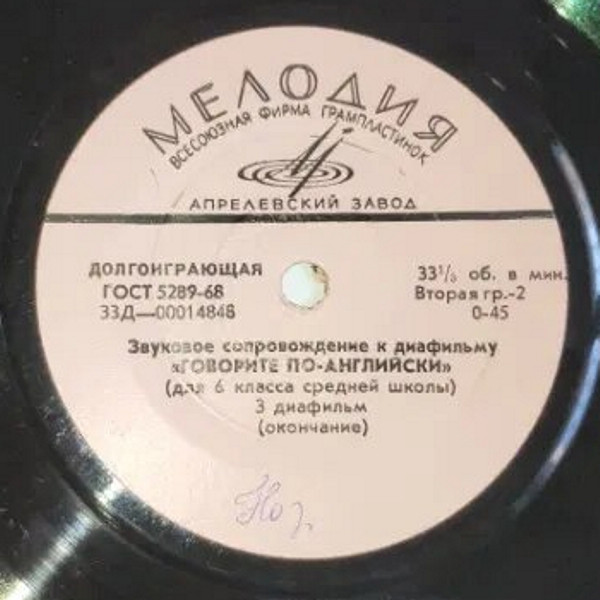 МЕЛОДИЯ
ВСЕСОЮЗНАЯ ФИРМА ГРАМПЛАСТИНОК
АПРЕЛЕВСКИЙ ЗАВОД
ДОЛГОИГРАЮЩАЯ 33⅓ об. в мин.
ГОСТ 5289-68 Вторая гр.-2
33Д—00014848 0-45
Звуковое сопровождение к диафильму
«ГОВОРИТЕ ПО-АНГЛИЙСКИ»
(для 6 класса средней школы)
3 диафильм
(окончание)